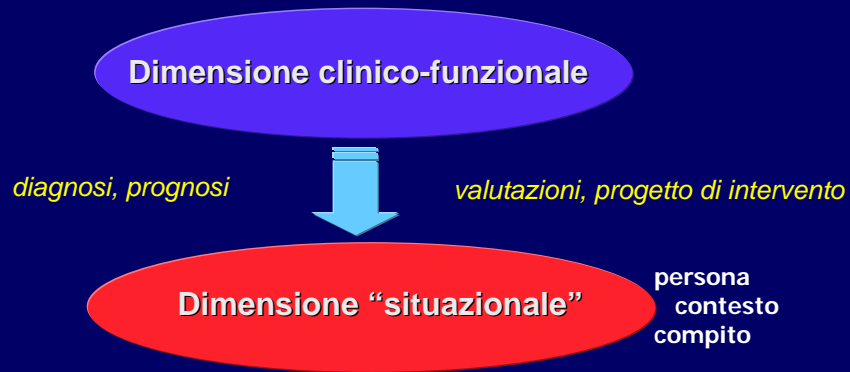 Dimensione clinico-funzionale
diagnosi, prognosi
valutazioni, progetto di intervento
Dimensione “situazionale”
persona
contesto
compito